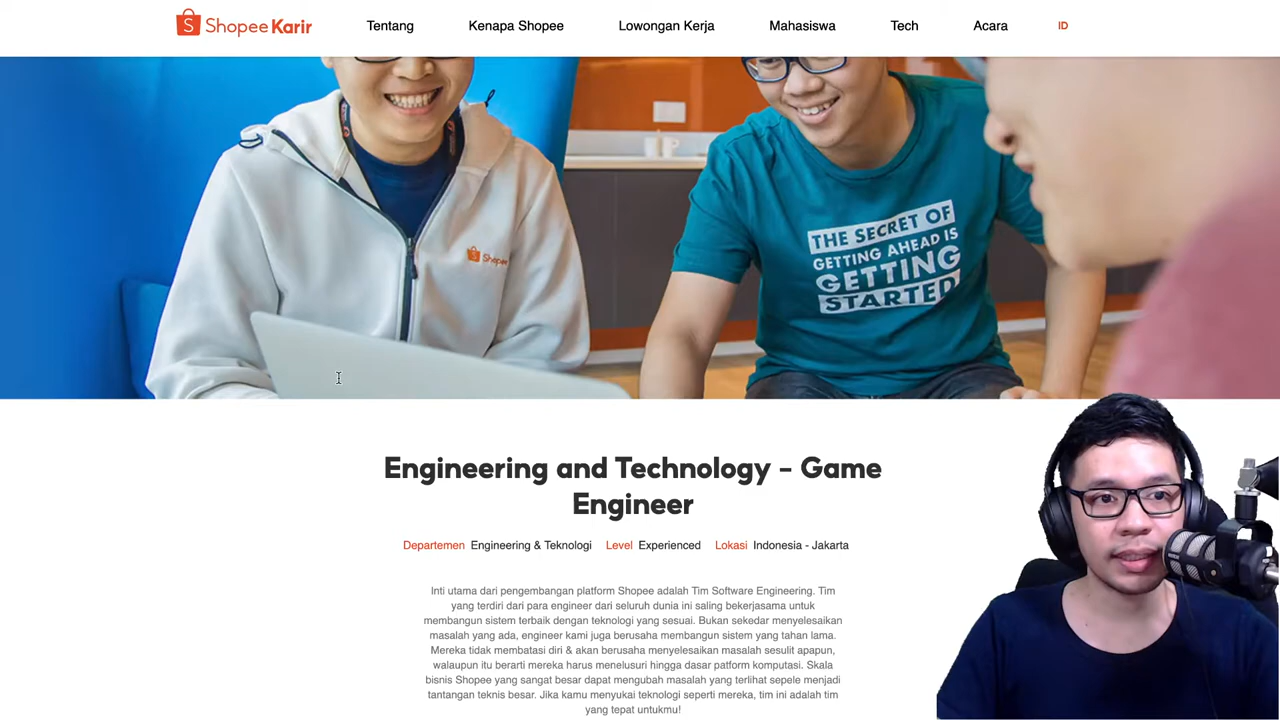 Shopee Karir
Tentang
Kenapa Shopee
Lowongan Kerja
Mahasiswa
Tech
Acara
ID
Shopee
THE SECRET OF
GETTING AHEAD IS
GETTING
STARTED
Engineering and Technology - Game
Engineer
Departemen Engineering & Teknologi Level Experienced Lokasi Indonesia - Jakarta
Inti utama dari pengembangan platform Shopee adalah Tim Software Engineering. Tim
yang terdiri dari para engineer dari seluruh dunia ini saling bekerjasama untuk
membangun sistem terbaik dengan teknologi yang sesuai. Bukan sekedar menyelesaikan
masalah yang ada, engineer kami juga berusaha membangun sistem yang tahan lama.
Mereka tidak membatasi diri & akan berusaha menyelesaikan masalah sesulit apapun,
walaupun itu berarti mereka harus menelusuri hingga dasar patform komputasi. Skala
bisnis Shopee yang sangat besar dapat mengubah masalah yang terlihat sepele menjadi
tantangan teknis besar. Jika kamu menyukai teknologi seperti mereka, tim ini adalah tim
yang tepat untukmu!